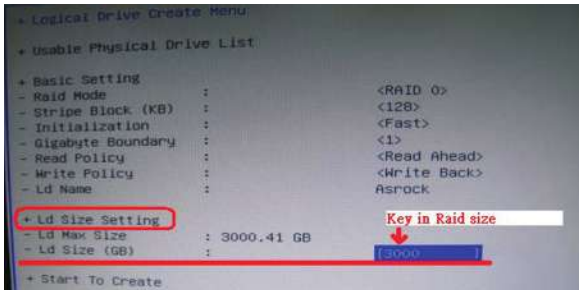 + Logical Drive Create Menu
+ Usable Physical Drive List
+ Basic Setting
- Raid Mode : <RAID 0>
- Stripe Block (KB) : <128>
- Initialization : <Fast>
- Gigabyte Boundary : <1>
- Read Policy : <Read Ahead>
- Write Policy : <Write Back>
- Ld Name : Asrock
+ Ld Size Setting
Key in Raid size
- Ld Max Size : 3000.41 GB
- Ld Size (GB) : [3000 ]
+ Start To Create